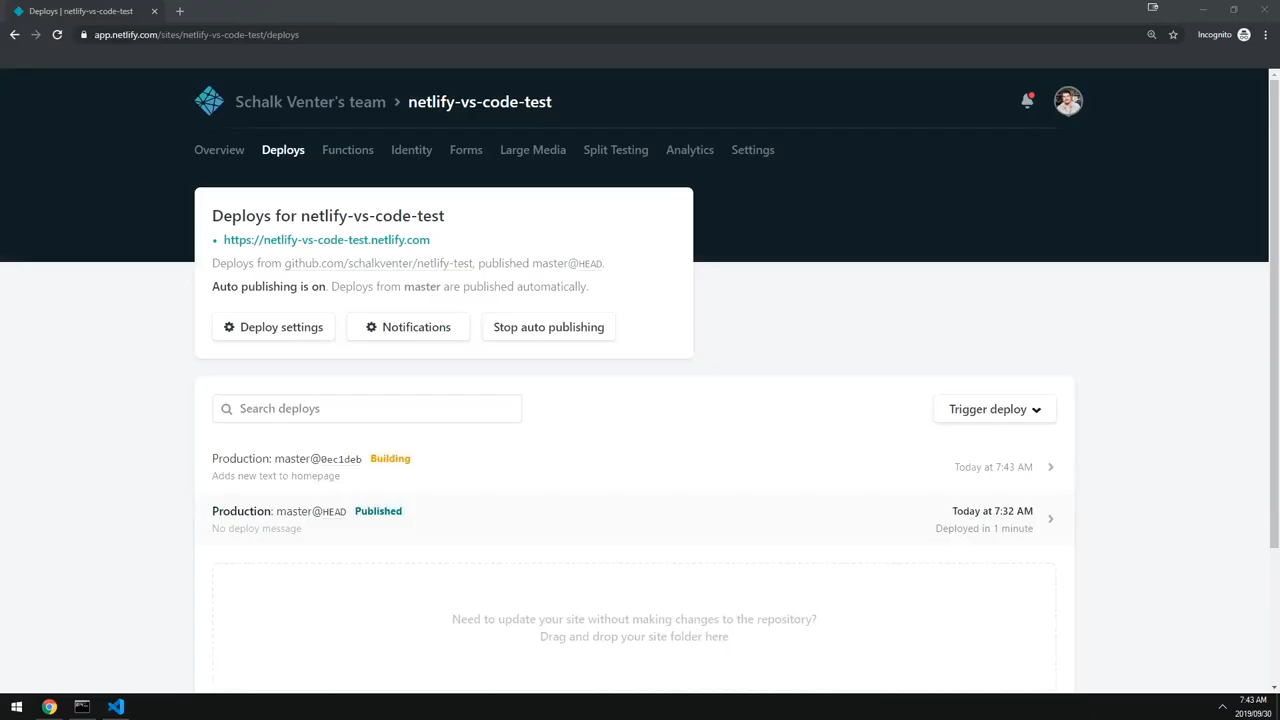 Deploys | netlify-vs-code-test
app.netlify.com/sites/netlify-vs-code-test/deploys
Incognito
Schalk Venter's team › netlify-vs-code-test
Overview Deploys Functions Identity Forms Large Media Split Testing Analytics Settings
Deploys for netlify-vs-code-test
• https://netlify-vs-code-test.netlify.com
Deploys from github.com/schalkventer/netlify-test, published master@HEAD.
Auto publishing is on. Deploys from master are published automatically.
Deploy settings Notifications Stop auto publishing
Search deploys Trigger deploy
Production: master@0ec1deb Building
Adds new text to homepage
Today at 7:43 AM
Production: master@HEAD Published
No deploy message
Today at 7:32 AM
Deployed in 1 minute
Need to update your site without making changes to the repository?
Drag and drop your site folder here
7:43 AM
2019/09/30